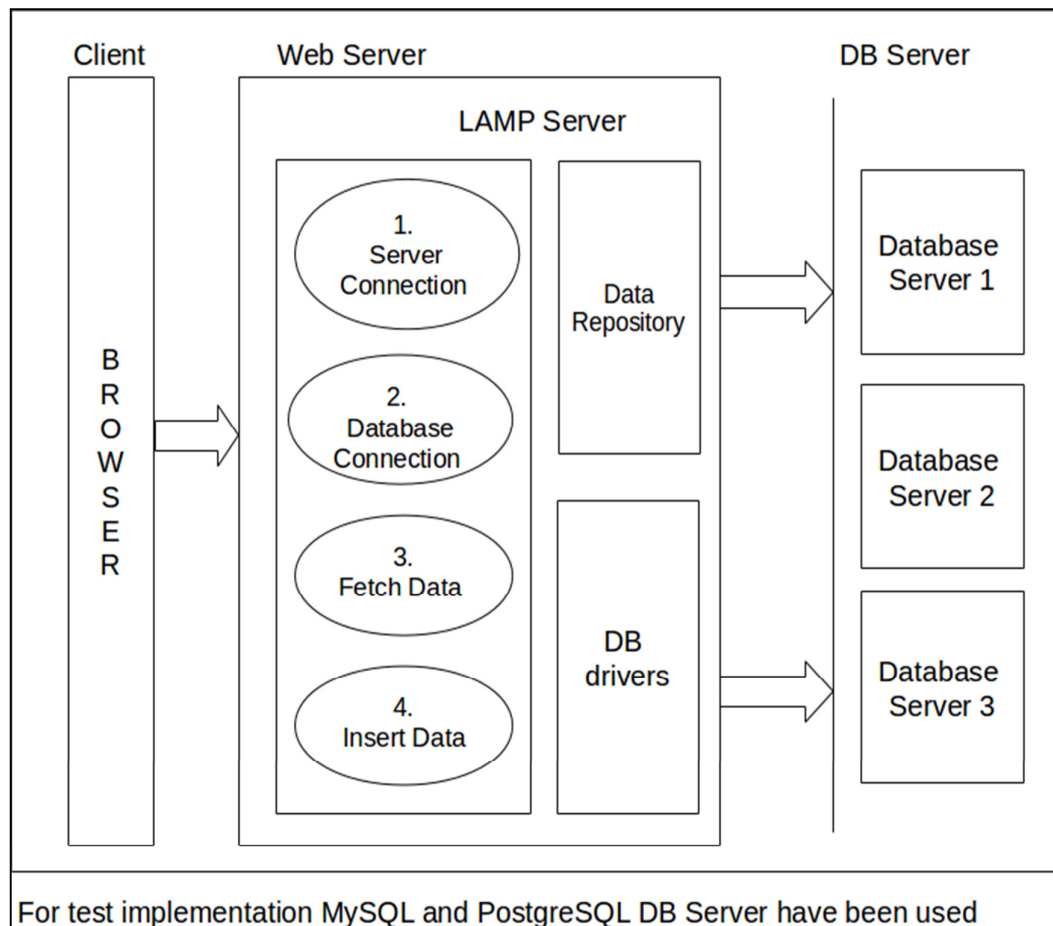 Client
Web Server
DB Server
LAMP Server
B
R
O
W
S
E
R
1.
Server
Connection
2.
Database
Connection
3.
Fetch Data
4.
Insert Data
Data
Repository
DB
drivers
Database
Server 1
Database
Server 2
Database
Server 3
For test implementation MySQL and PostgreSQL DB Server have been used